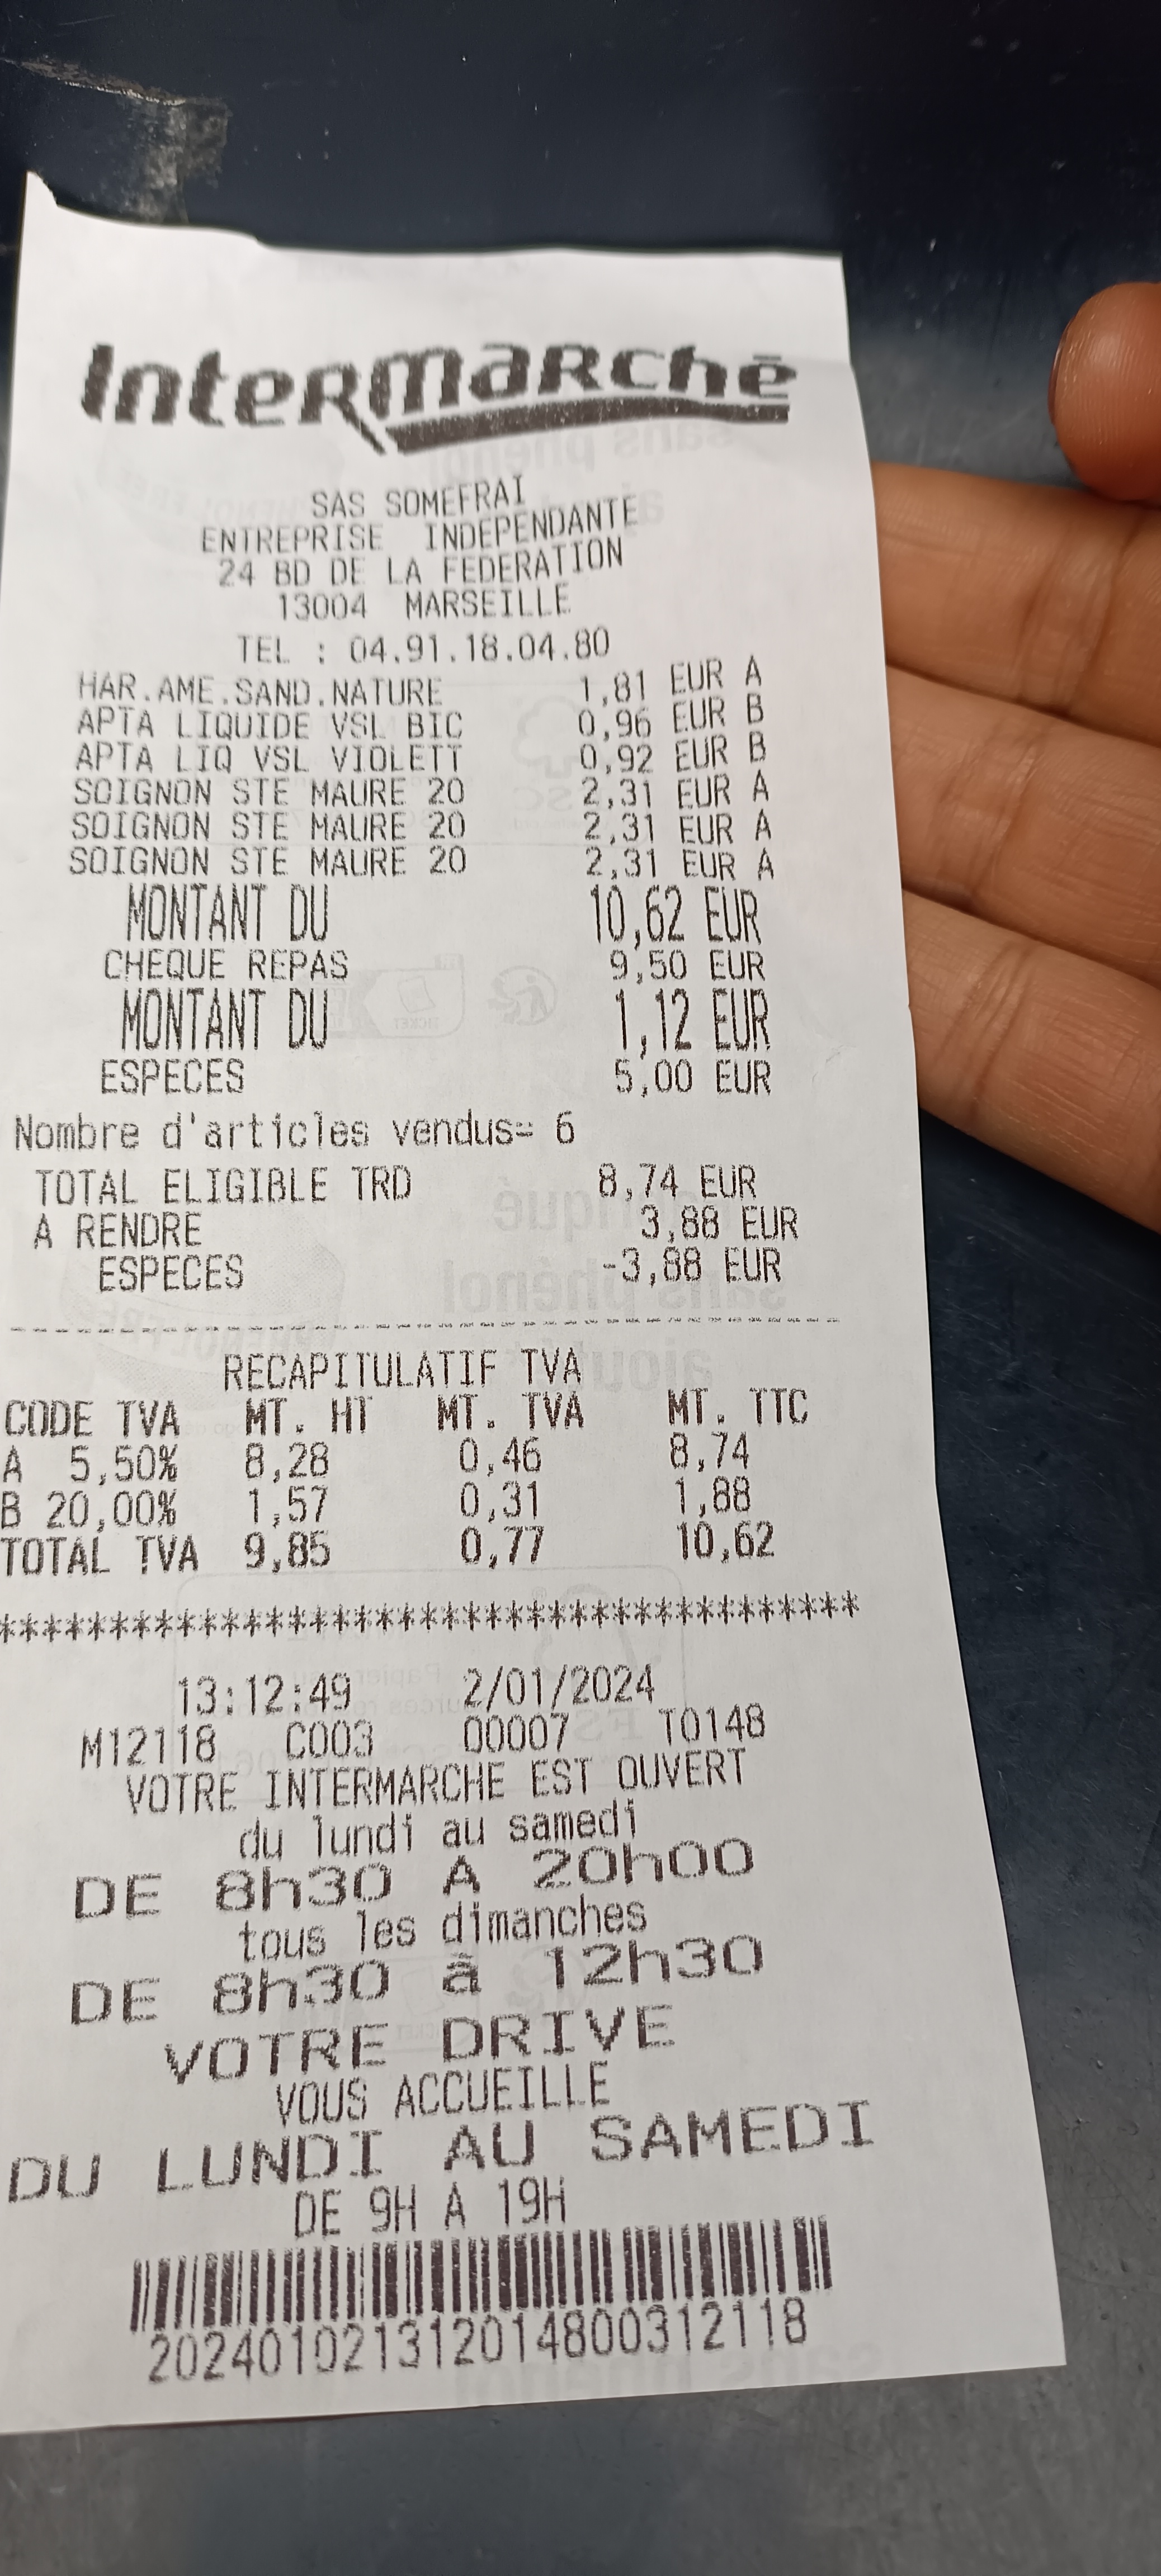 Intermarchē
SAS SOMEFRAI
ENTREPRISE INDEPENDANTE
24 BD DE LA FEDERATION
13004 MARSEILLE
TEL : 04.91.18.04.80
HAR.AME.SAND.NATURE 1,81 EUR A
APTA LIQUIDE VSL BIC 0,96 EUR B
APTA LIQ VSL VIOLETT 0,92 EUR B
SOIGNON STE MAURE 20 2,31 EUR A
SOIGNON STE MAURE 20 2,31 EUR A
SOIGNON STE MAURE 20 2,31 EUR A
MONTANT DU 10,62 EUR
CHEQUE REPAS 9,50 EUR
MONTANT DU 1,12 EUR
ESPECES 5,00 EUR
Nombre d'articles vendus= 6
TOTAL ELIGIBLE TRD 8,74 EUR
A RENDRE 3,88 EUR
ESPECES -3,88 EUR
----------------------------------------
RECAPITULATIF TVA
CODE TVA MT. HT MT. TVA MT. TTC
A 5,50% 8,28 0,46 8,74
B 20,00% 1,57 0,31 1,88
TOTAL TVA 9,85 0,77 10,62
****************************************
13:12:49 2/01/2024
M12118 C003 00007 T0148
VOTRE INTERMARCHE EST OUVERT
du lundi au samedi
DE 8h30 A 20h00
tous les dimanches
DE 8h30 à 12h30
VOTRE DRIVE
VOUS ACCUEILLE
DU LUNDI AU SAMEDI
DE 9H A 19H
20240102131201480031​2118